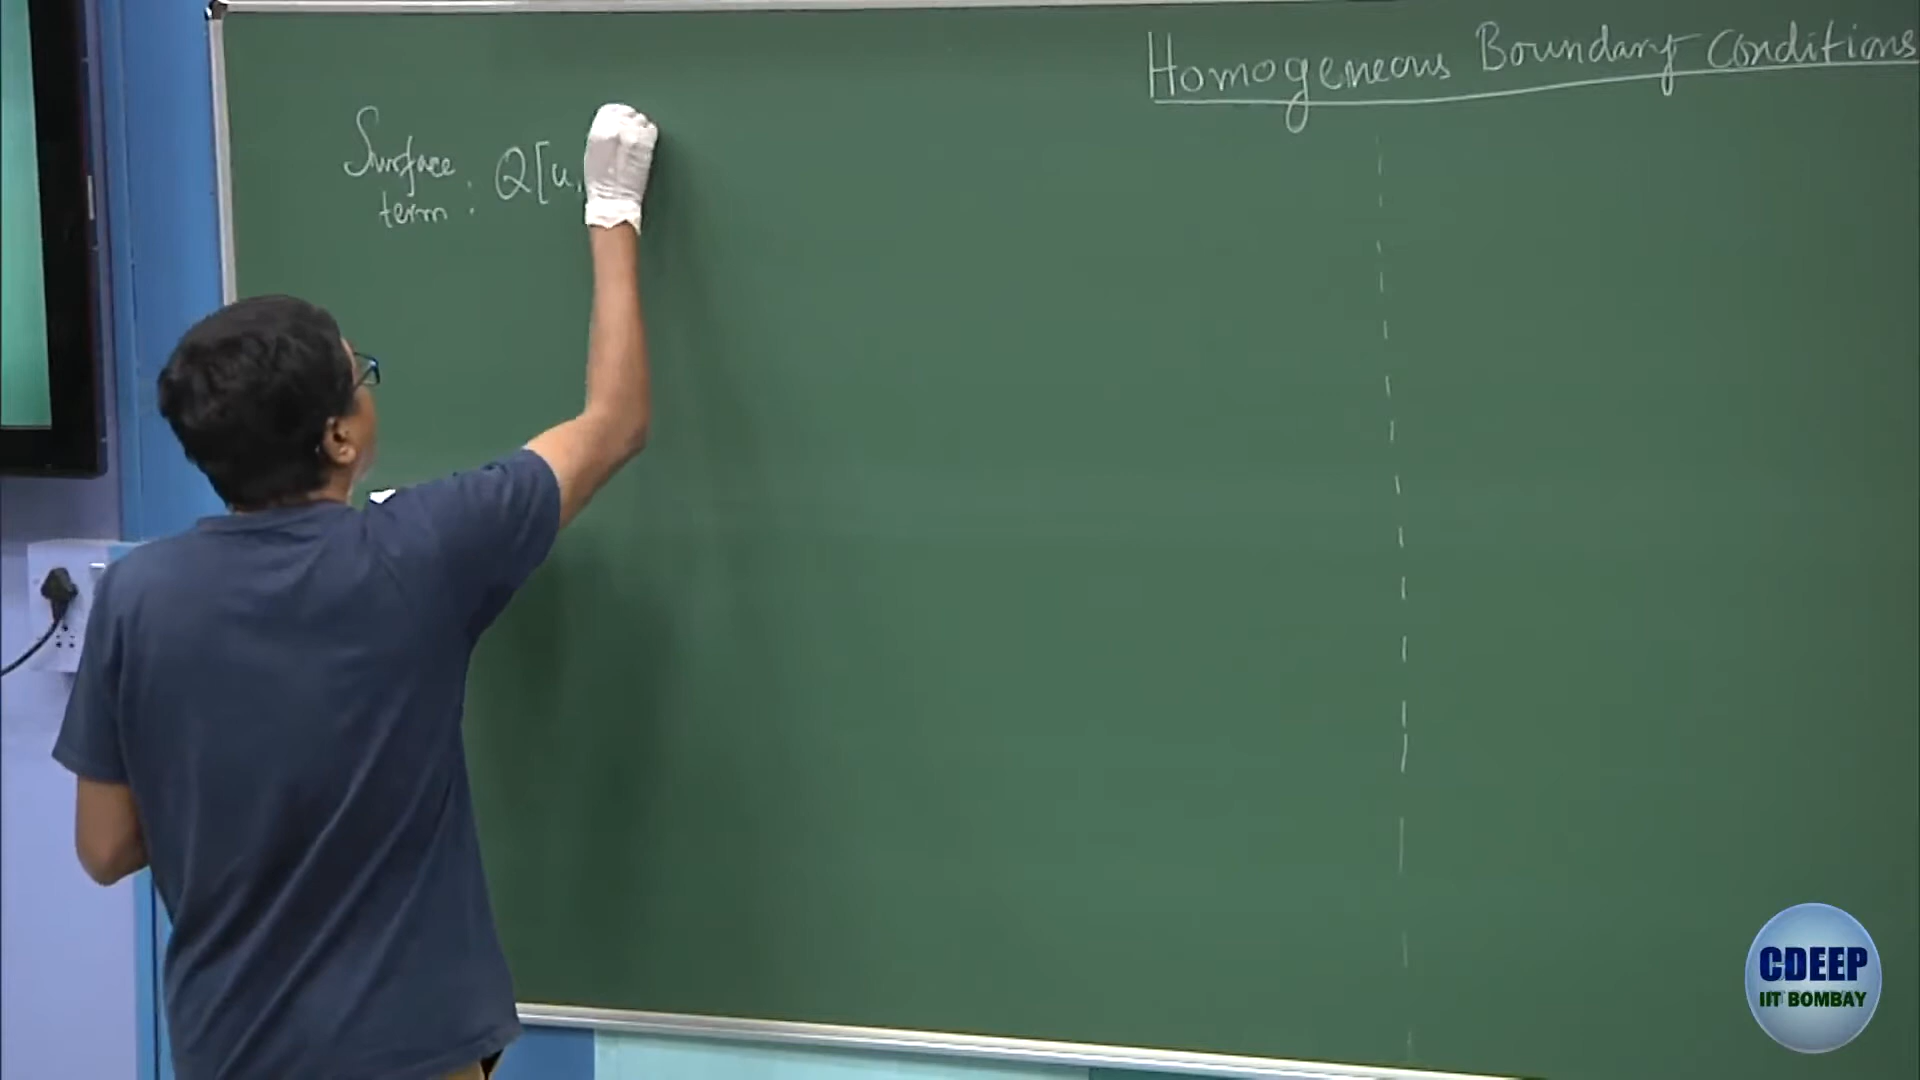 Homogeneous Boundary Conditions
Surface
term : Q[u,
CDEEP
IIT BOMBAY